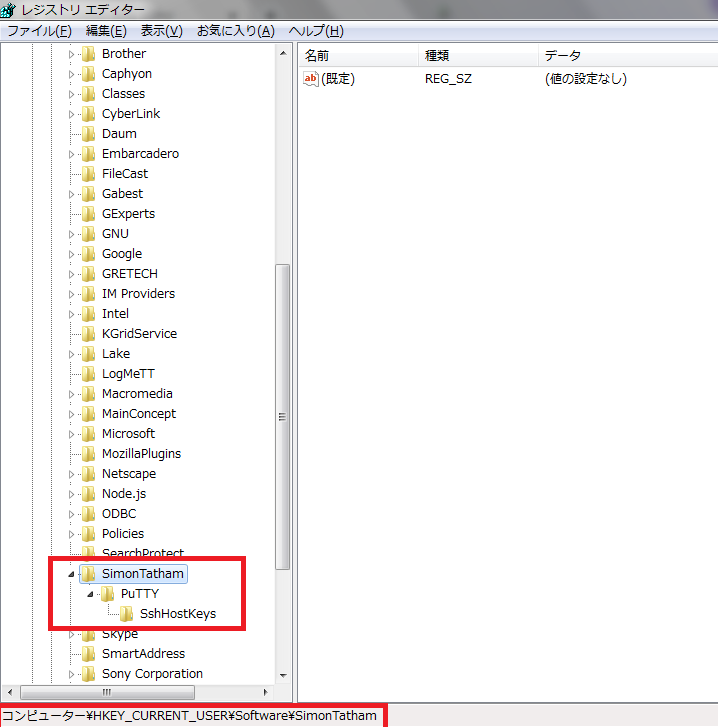 レジストリ エディター
ファイル(F) 編集(E) 表示(V) お気に入り(A) ヘルプ(H)
Brother
Caphyon
Classes
CyberLink
Daum
Embarcadero
FileCast
Gabest
GExperts
GNU
Google
GRETECH
IM Providers
Intel
KGridService
Lake
LogMeTT
Macromedia
MainConcept
Microsoft
MozillaPlugins
Netscape
Node.js
ODBC
Policies
SearchProtect
SimonTatham
PuTTY
SshHostKeys
Skype
SmartAddress
Sony Corporation
名前 種類 データ
ab (既定) REG_SZ (値の設定なし)
コンピューター¥HKEY_CURRENT_USER¥Software¥SimonTatham